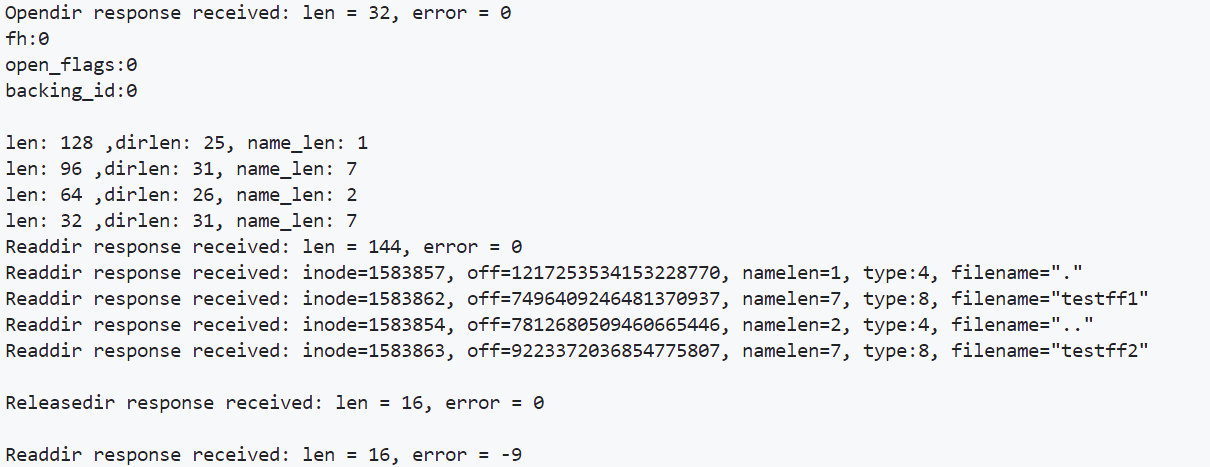 Opendir response received: len = 32, error = 0
fh:0
open_flags:0
backing_id:0
len: 128 ,dirlen: 25, name_len: 1
len: 96 ,dirlen: 31, name_len: 7
len: 64 ,dirlen: 26, name_len: 2
len: 32 ,dirlen: 31, name_len: 7
Readdir response received: len = 144, error = 0
Readdir response received: inode=1583857, off=1217253534153228770, namelen=1, type:4, filename="."
Readdir response received: inode=1583862, off=7496409246481370937, namelen=7, type:8, filename="testff1"
Readdir response received: inode=1583854, off=7812680509460665446, namelen=2, type:4, filename=".."
Readdir response received: inode=1583863, off=9223372036854775807, namelen=7, type:8, filename="testff2"
Releasedir response received: len = 16, error = 0
Readdir response received: len = 16, error = -9